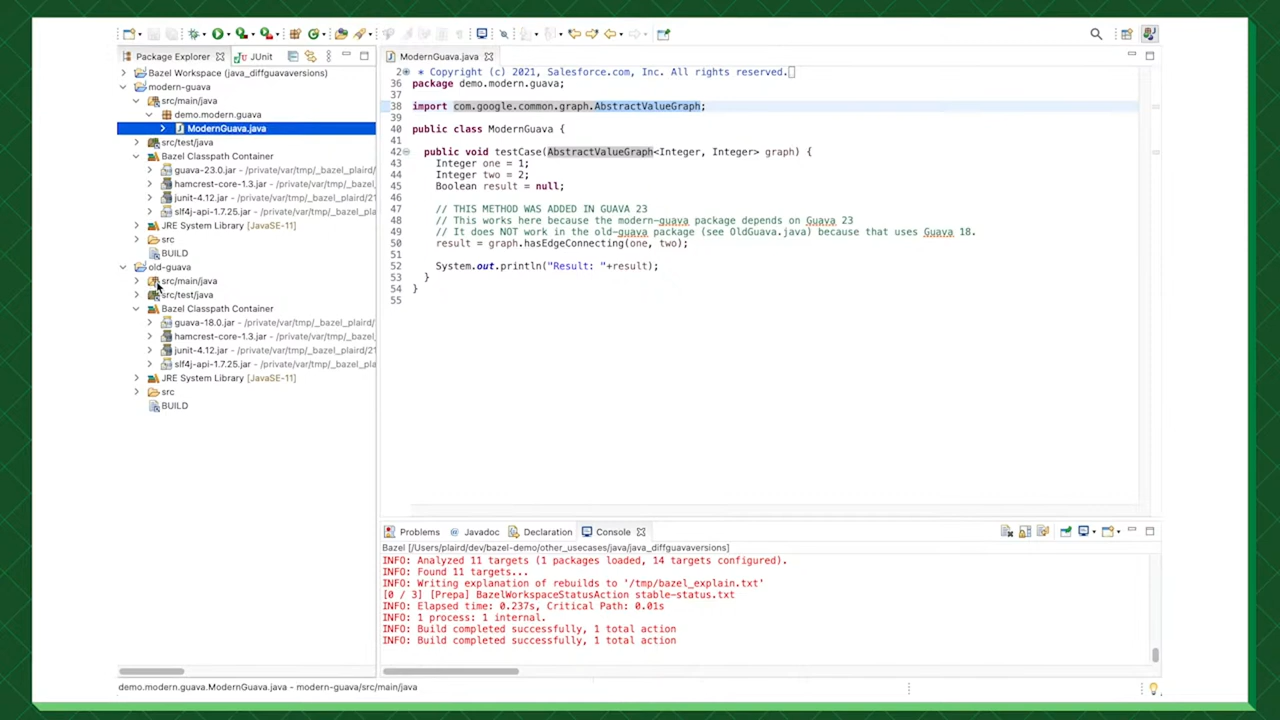 Package Explorer
JUnit
Bazel Workspace (java_diffguavaversions)
modern-guava
src/main/java
demo.modern.guava
ModernGuava.java
src/test/java
Bazel Classpath Container
guava-23.0.jar - /private/var/tmp/_bazel_plaird/
hamcrest-core-1.3.jar - /private/var/tmp/_baze
junit-4.12.jar - /private/var/tmp/_bazel_plaird/21
slf4j-api-1.7.25.jar - /private/var/tmp/_bazel_pla
JRE System Library [JavaSE-11]
src
BUILD
old-guava
src/main/java
src/test/java
Bazel Classpath Container
guava-18.0.jar - /private/var/tmp/_bazel_plaird/
hamcrest-core-1.3.jar - /private/var/tmp/_baze
junit-4.12.jar - /private/var/tmp/_bazel_plaird/21
slf4j-api-1.7.25.jar - /private/var/tmp/_bazel_pla
JRE System Library [JavaSE-11]
src
BUILD
ModernGuava.java
2 * Copyright (c) 2021, Salesforce.com, Inc. All rights reserved.
36 package demo.modern.guava;
37
38 import com.google.common.graph.AbstractValueGraph;
39
40 public class ModernGuava {
41
42 public void testCase(AbstractValueGraph<Integer, Integer> graph) {
43 Integer one = 1;
44 Integer two = 2;
45 Boolean result = null;
46
47 // THIS METHOD WAS ADDED IN GUAVA 23
48 // This works here because the modern-guava package depends on Guava 23
49 // It does NOT work in the old-guava package (see OldGuava.java) because that uses Guava 18.
50 result = graph.hasEdgeConnecting(one, two);
51
52 System.out.println("Result: "+result);
53 }
54 }
55
Problems @ Javadoc Declaration Console
Bazel [/Users/plaird/dev/bazel-demo/other_usecases/java/java_diffguavaversions]
INFO: Analyzed 11 targets (1 packages loaded, 14 targets configured).
INFO: Found 11 targets...
INFO: Writing explanation of rebuilds to '/tmp/bazel_explain.txt'
[0 / 3] [Prepa] BazelWorkspaceStatusAction stable-status.txt
INFO: Elapsed time: 0.237s, Critical Path: 0.01s
INFO: 1 process: 1 internal.
INFO: Build completed successfully, 1 total action
INFO: Build completed successfully, 1 total action
demo.modern.guava.ModernGuava.java - modern-guava/src/main/java